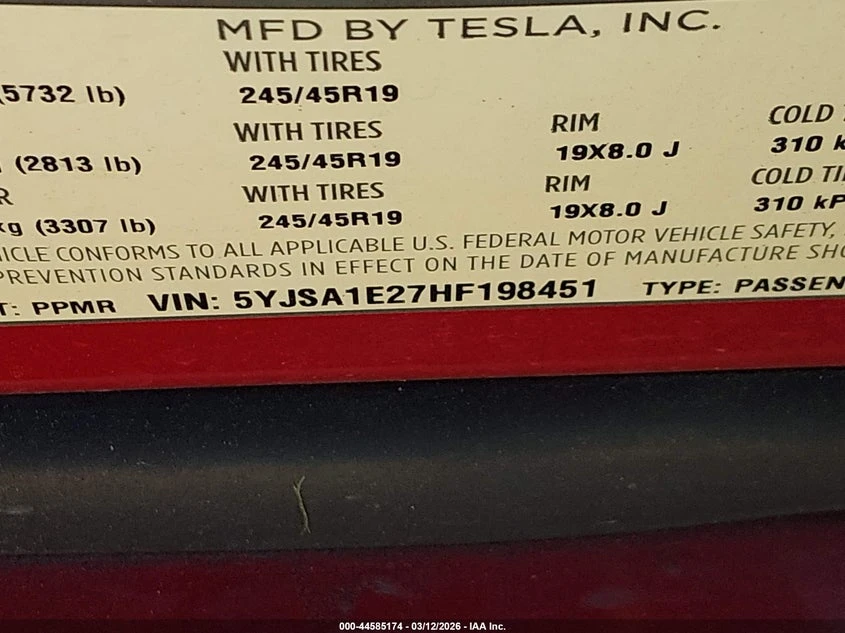 MFD BY TESLA, INC.
WITH TIRES
(5732 lb) 245/45R19
WITH TIRES RIM COLD
(2813 lb) 245/45R19 19X8.0 J 310
WITH TIRES RIM COLD
(3307 lb) 245/45R19 19X8.0 J 310 kP
CONFORMS TO ALL APPLICABLE U.S. FEDERAL MOTOR VEHICLE SAFETY,
PREVENTION STANDARDS IN EFFECT ON THE DATE OF MANUFACTURE SHO
T: PPMR VIN: 5YJSA1E27HF198451 TYPE: PASSEN
000-44585174 - 03/12/2026 - IAA Inc.